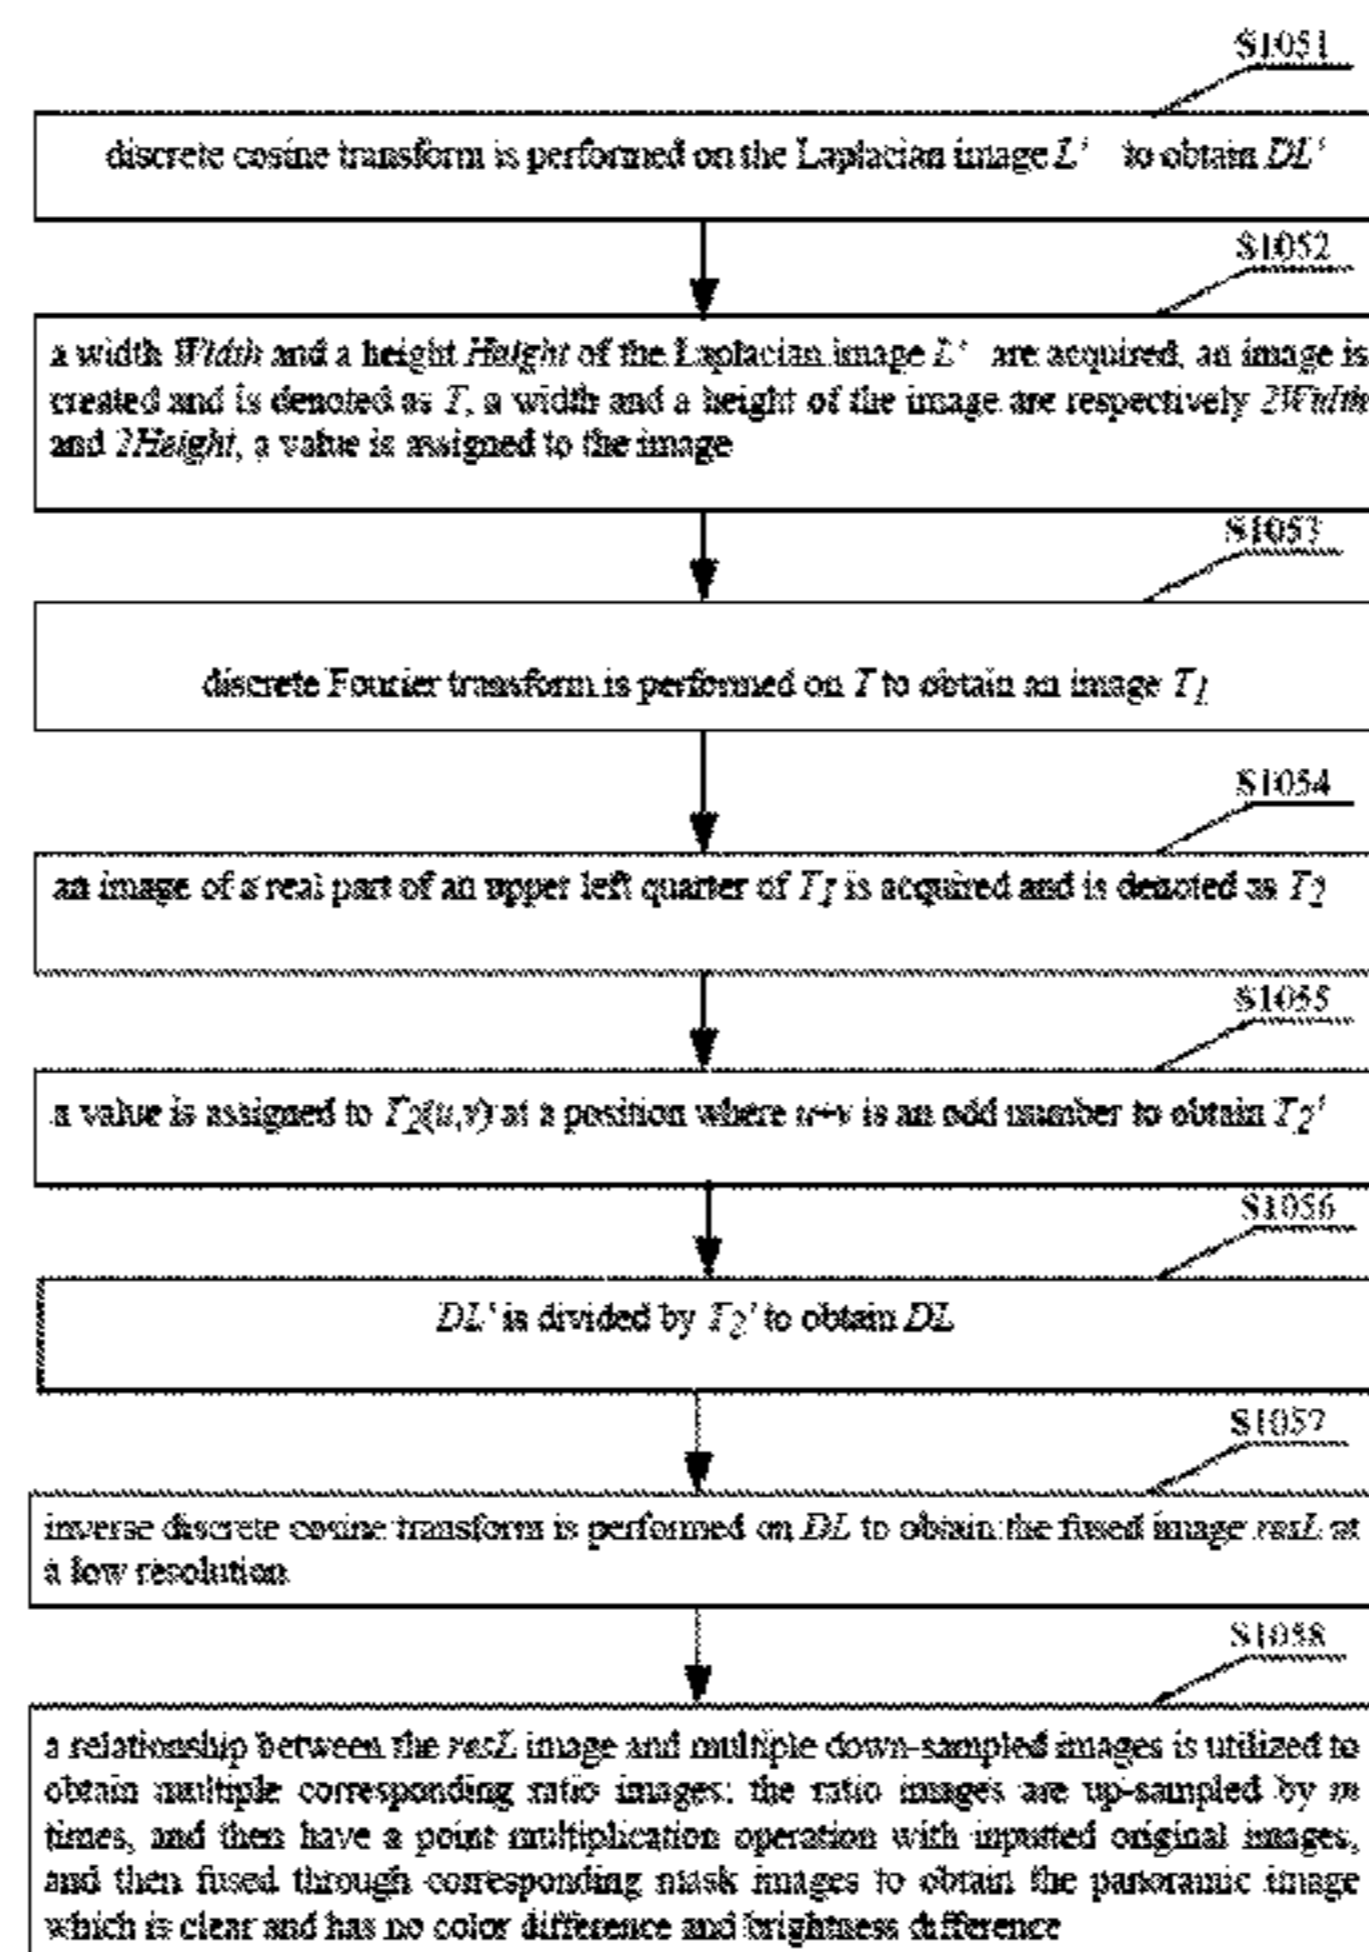 S1051
discrete cosine transform is performed on the Laplacian image L' to obtain DL'
S1052
a width Width and a height Height of the Laplacian image L' are acquired, an image is
created and is denoted as T, a width and a height of the image are respectively 2Width
and 2Height, a value is assigned to the image
S1053
discrete Fourier transform is performed on T to obtain an image T1
S1054
an image of a real part of an upper left quarter of T1 is acquired and is denoted as T2
S1055
a value is assigned to T2(u,v) at a position where u+v is an odd number to obtain T2'
S1056
DL' is divided by T2' to obtain DL
S1057
inverse discrete cosine transform is performed on DL to obtain the fused image resL at
a low resolution
S1058
a relationship between the resL image and multiple down-sampled images is utilized to
obtain multiple corresponding ratio images; the ratio images are up-sampled by m
times, and then have a point multiplication operation with inputted original images,
and then fused through corresponding mask images to obtain the panoramic image
which is clear and has no color difference and brightness difference